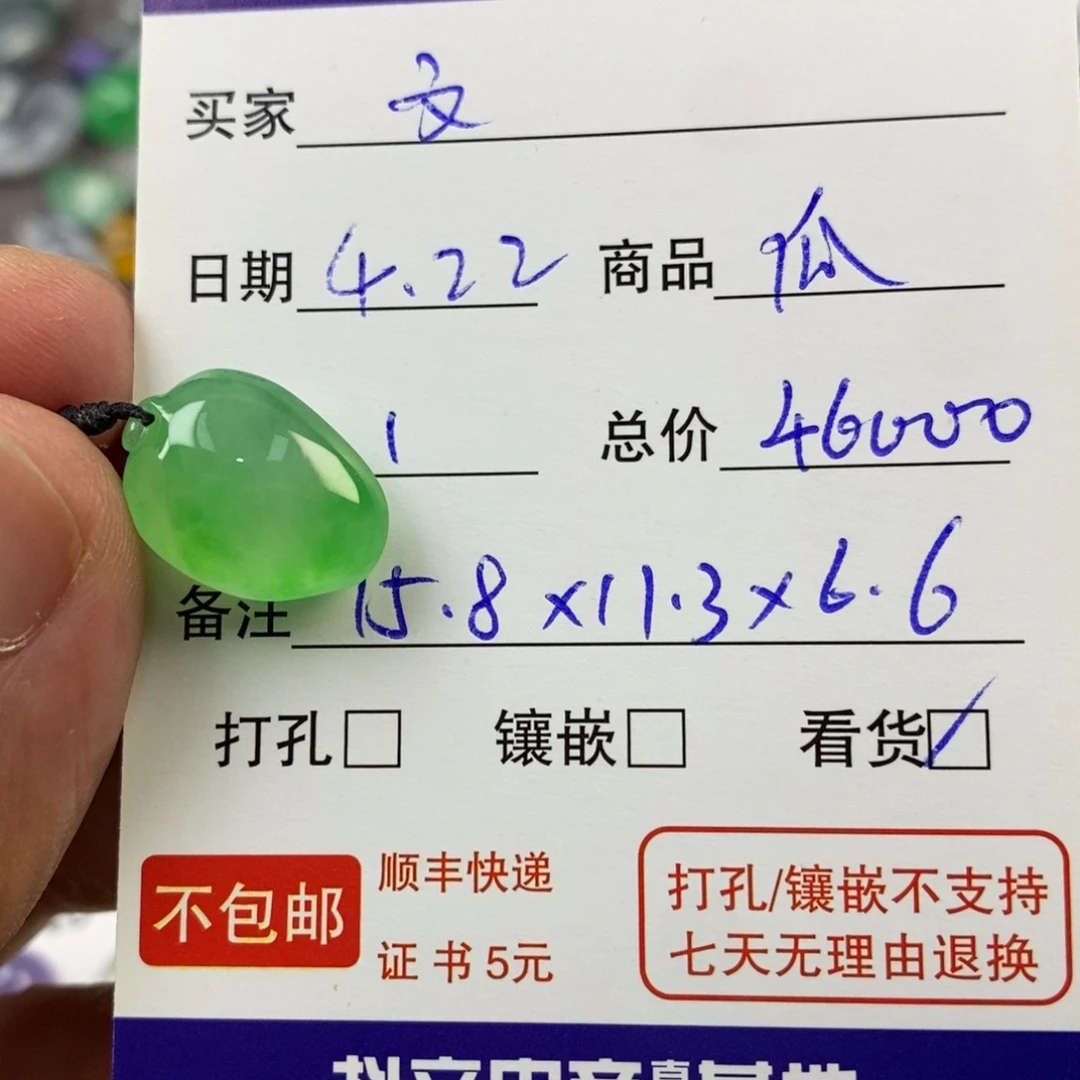 买家 文
日期 4.22 商品 瓜
1 总价 46000
备注 15.8×11.3×6.6
打孔□ 镶嵌□ 看货☑
不包邮
顺丰快递
证书5元
打孔/镶嵌不支持
七天无理由退换